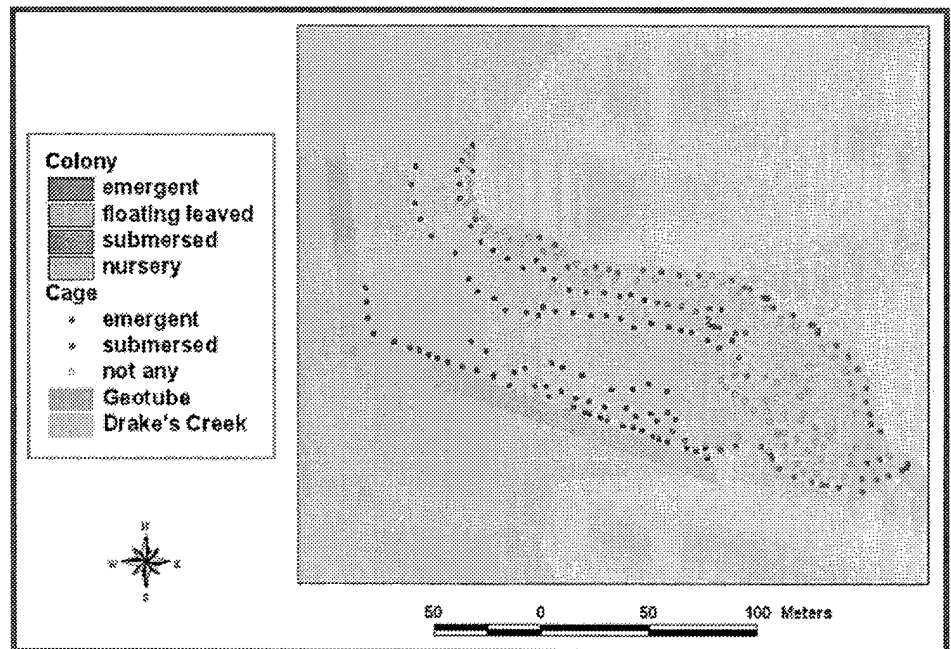 Colony
emergent
floating leaved
submersed
nursery
Cage
emergent
submersed
not any
Geotube
Drake's Creek
N
W E
S
50 0 50 100 Meters